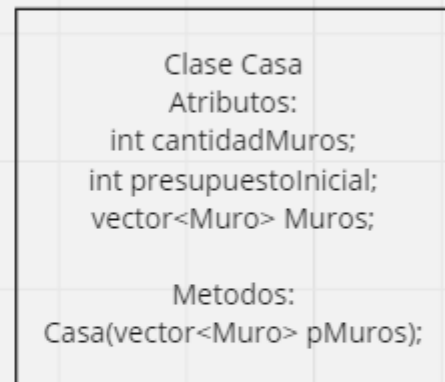 Clase Casa
Atributos:
int cantidadMuros;
int presupuestoInicial;
vector<Muro> Muros;
Metodos:
Casa(vector<Muro> pMuros);